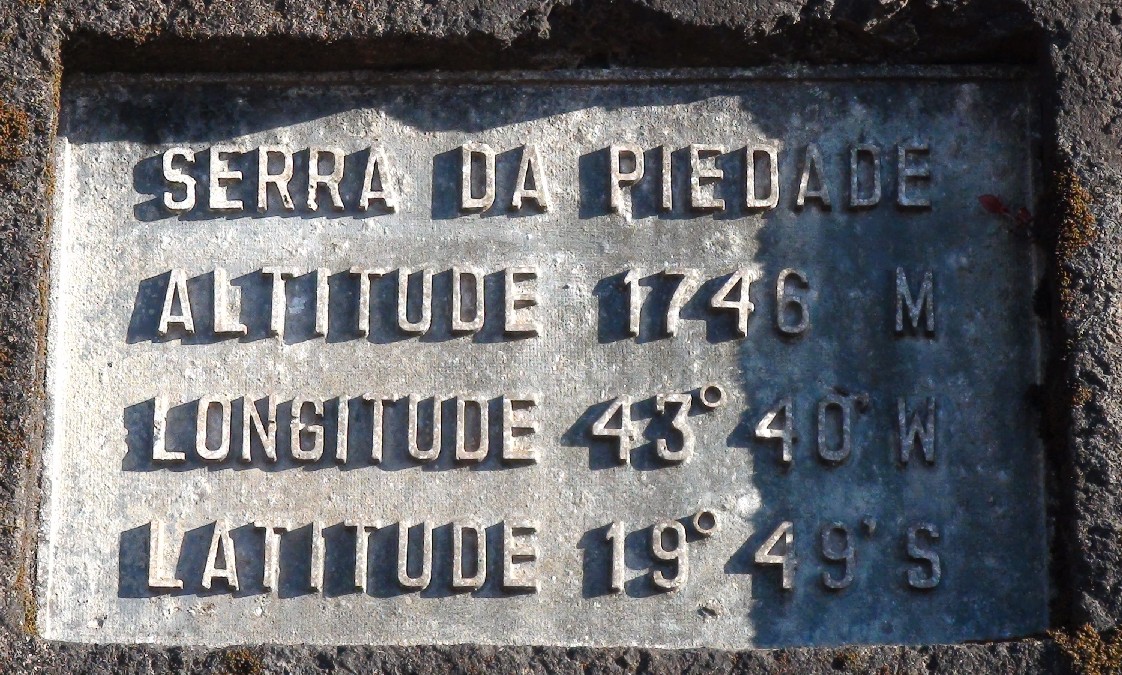 SERRA DA PIEDADE
ALTITUDE 1746 M
LONGITUDE 43° 40' W
LATITUDE 19° 49' S